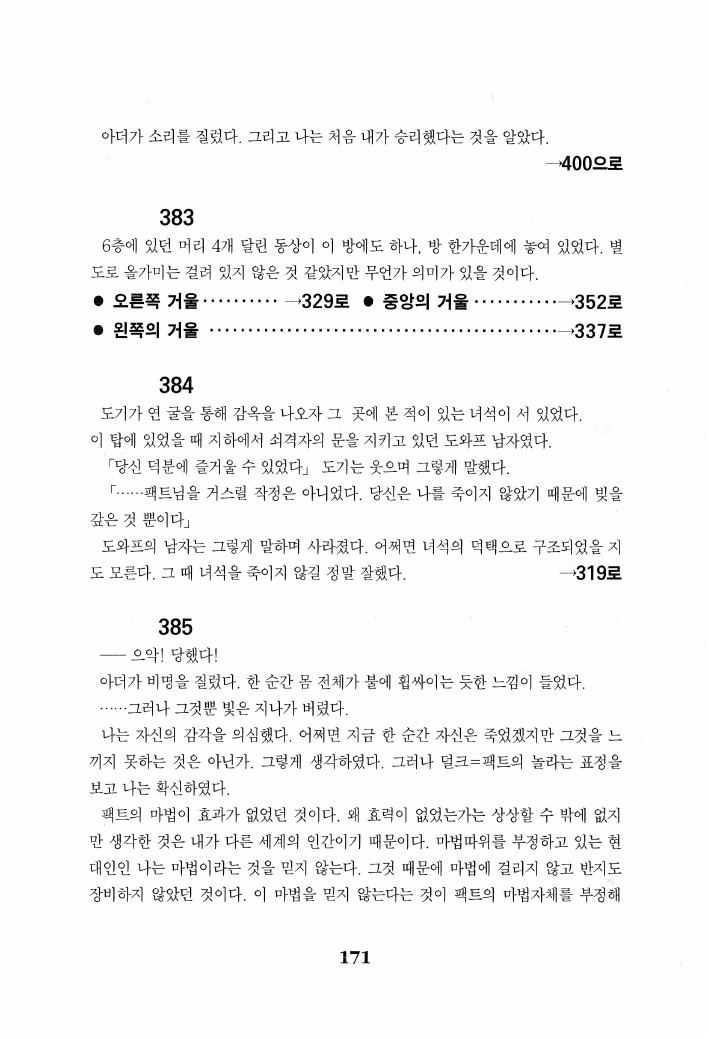 아더가 소리를 질렀다. 그리고 나는 처음 내가 승리했다는 것을 알았다.
→400으로
383
6층에 있던 머리 4개 달린 동상이 이 방에도 하나, 방 한가운데에 놓여 있었다. 별
도로 올가미는 걸려 있지 않은 것 같았지만 무언가 의미가 있을 것이다.
● 오른쪽 거울 ·········· →329로 ● 중앙의 거울 ···········→352로
● 왼쪽의 거울 ·············································→337로
384
도기가 연 굴을 통해 감옥을 나오자 그 곳에 본 적이 있는 녀석이 서 있었다.
이 탑에 있었을 때 지하에서 쇠격자의 문을 지키고 있던 도와프 남자였다.
「당신 덕분에 즐거울 수 있었다」 도기는 웃으며 그렇게 말했다.
「……팩트님을 거스릴 작정은 아니었다. 당신은 나를 죽이지 않았기 때문에 빚을
갚은 것 뿐이다」
도와프의 남자는 그렇게 말하며 사라졌다. 어쩌면 녀석의 덕택으로 구조되었을 지
도 모른다. 그 때 녀석을 죽이지 않길 정말 잘했다. →319로
385
—— 으악! 당했다!
아더가 비명을 질렀다. 한 순간 몸 전체가 불에 휩싸이는 듯한 느낌이 들었다.
……그러나 그것뿐 빛은 지나가 버렸다.
나는 자신의 감각을 의심했다. 어쩌면 지금 한 순간 자신은 죽었겠지만 그것을 느
끼지 못하는 것은 아닌가. 그렇게 생각하였다. 그러나 덜크=팩트의 놀라는 표정을
보고 나는 확신하였다.
팩트의 마법이 효과가 없었던 것이다. 왜 효력이 없었는가는 상상할 수 밖에 없지
만 생각한 것은 내가 다른 세계의 인간이기 때문이다. 마법따위를 부정하고 있는 현
대인인 나는 마법이라는 것을 믿지 않는다. 그것 때문에 마법에 걸리지 않고 반지도
장비하지 않았던 것이다. 이 마법을 믿지 않는다는 것이 팩트의 마법자체를 부정해
171